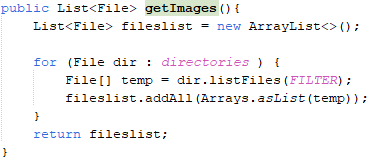 public List<File> getImages(){
List<File> fileslist = new ArrayList<>();
for (File dir : directories ) {
File[] temp = dir.listFiles(FILTER);
fileslist.addAll(Arrays.asList(temp));
}
return fileslist;
}